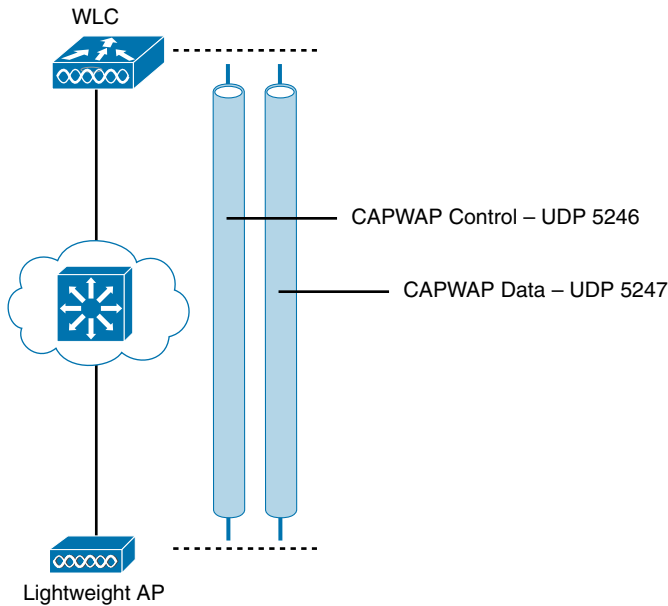 WLC
CAPWAP Control – UDP 5246
CAPWAP Data – UDP 5247
Lightweight AP